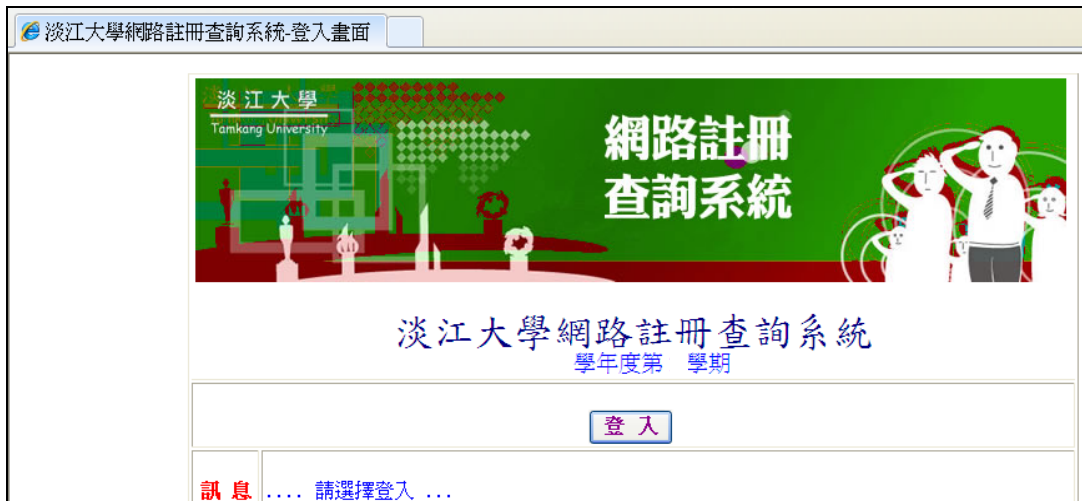 淡江大學網路註冊查詢系統-登入畫面
淡江大學
Tamkang University
網路註冊
查詢系統
淡江大學網路註冊查詢系統
學年度第 學期
登 入
訊 息 .... 請選擇登入 ...